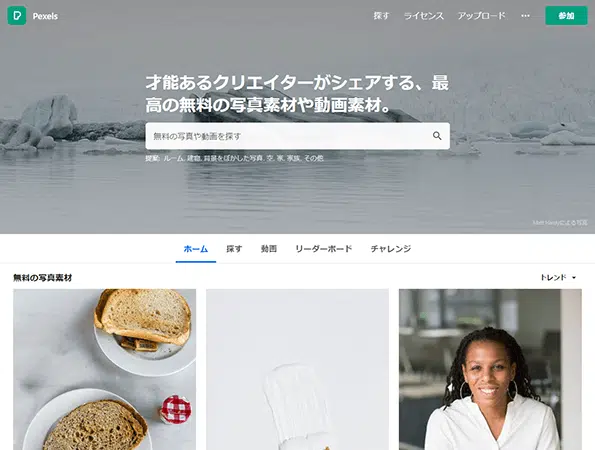 Pexels
探す ライセンス アップロード ••• 参加
才能あるクリエイターがシェアする、最
高の無料の写真素材や動画素材。
無料の写真や動画を探す
提案: ルーム, 建物, 背景をぼかした写真, 空, 家, 家族, その他
Matt Hardyによる写真
ホーム 探す 動画 リーダーボード チャレンジ
無料の写真素材 トレンド